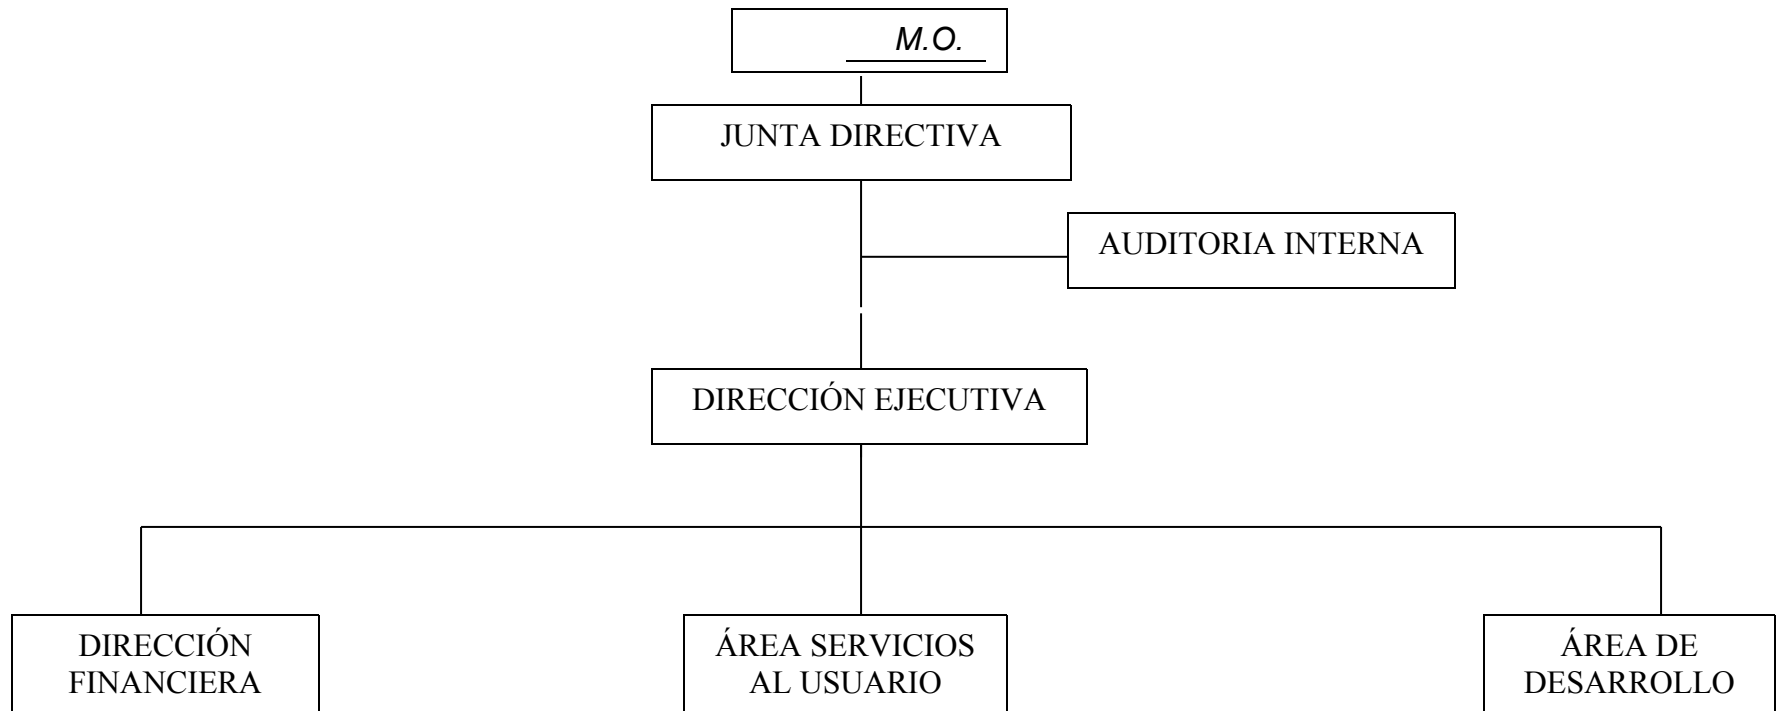 M.O.
JUNTA DIRECTIVA
AUDITORIA INTERNA
DIRECCIÓN EJECUTIVA
DIRECCIÓN
FINANCIERA
ÁREA SERVICIOS
AL USUARIO
ÁREA DE
DESARROLLO